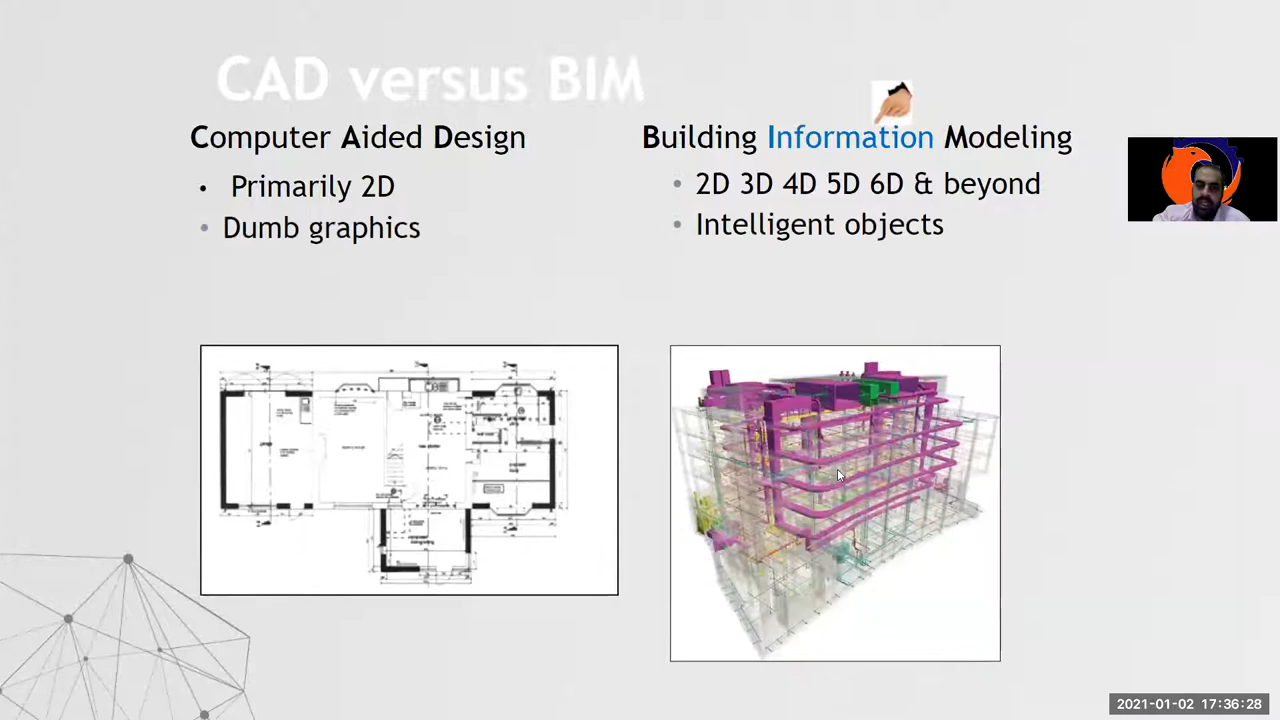 CAD versus BIM
Computer Aided Design
• Primarily 2D
• Dumb graphics
Building Information Modeling
• 2D 3D 4D 5D 6D & beyond
• Intelligent objects
2021-01-02 17:36:28